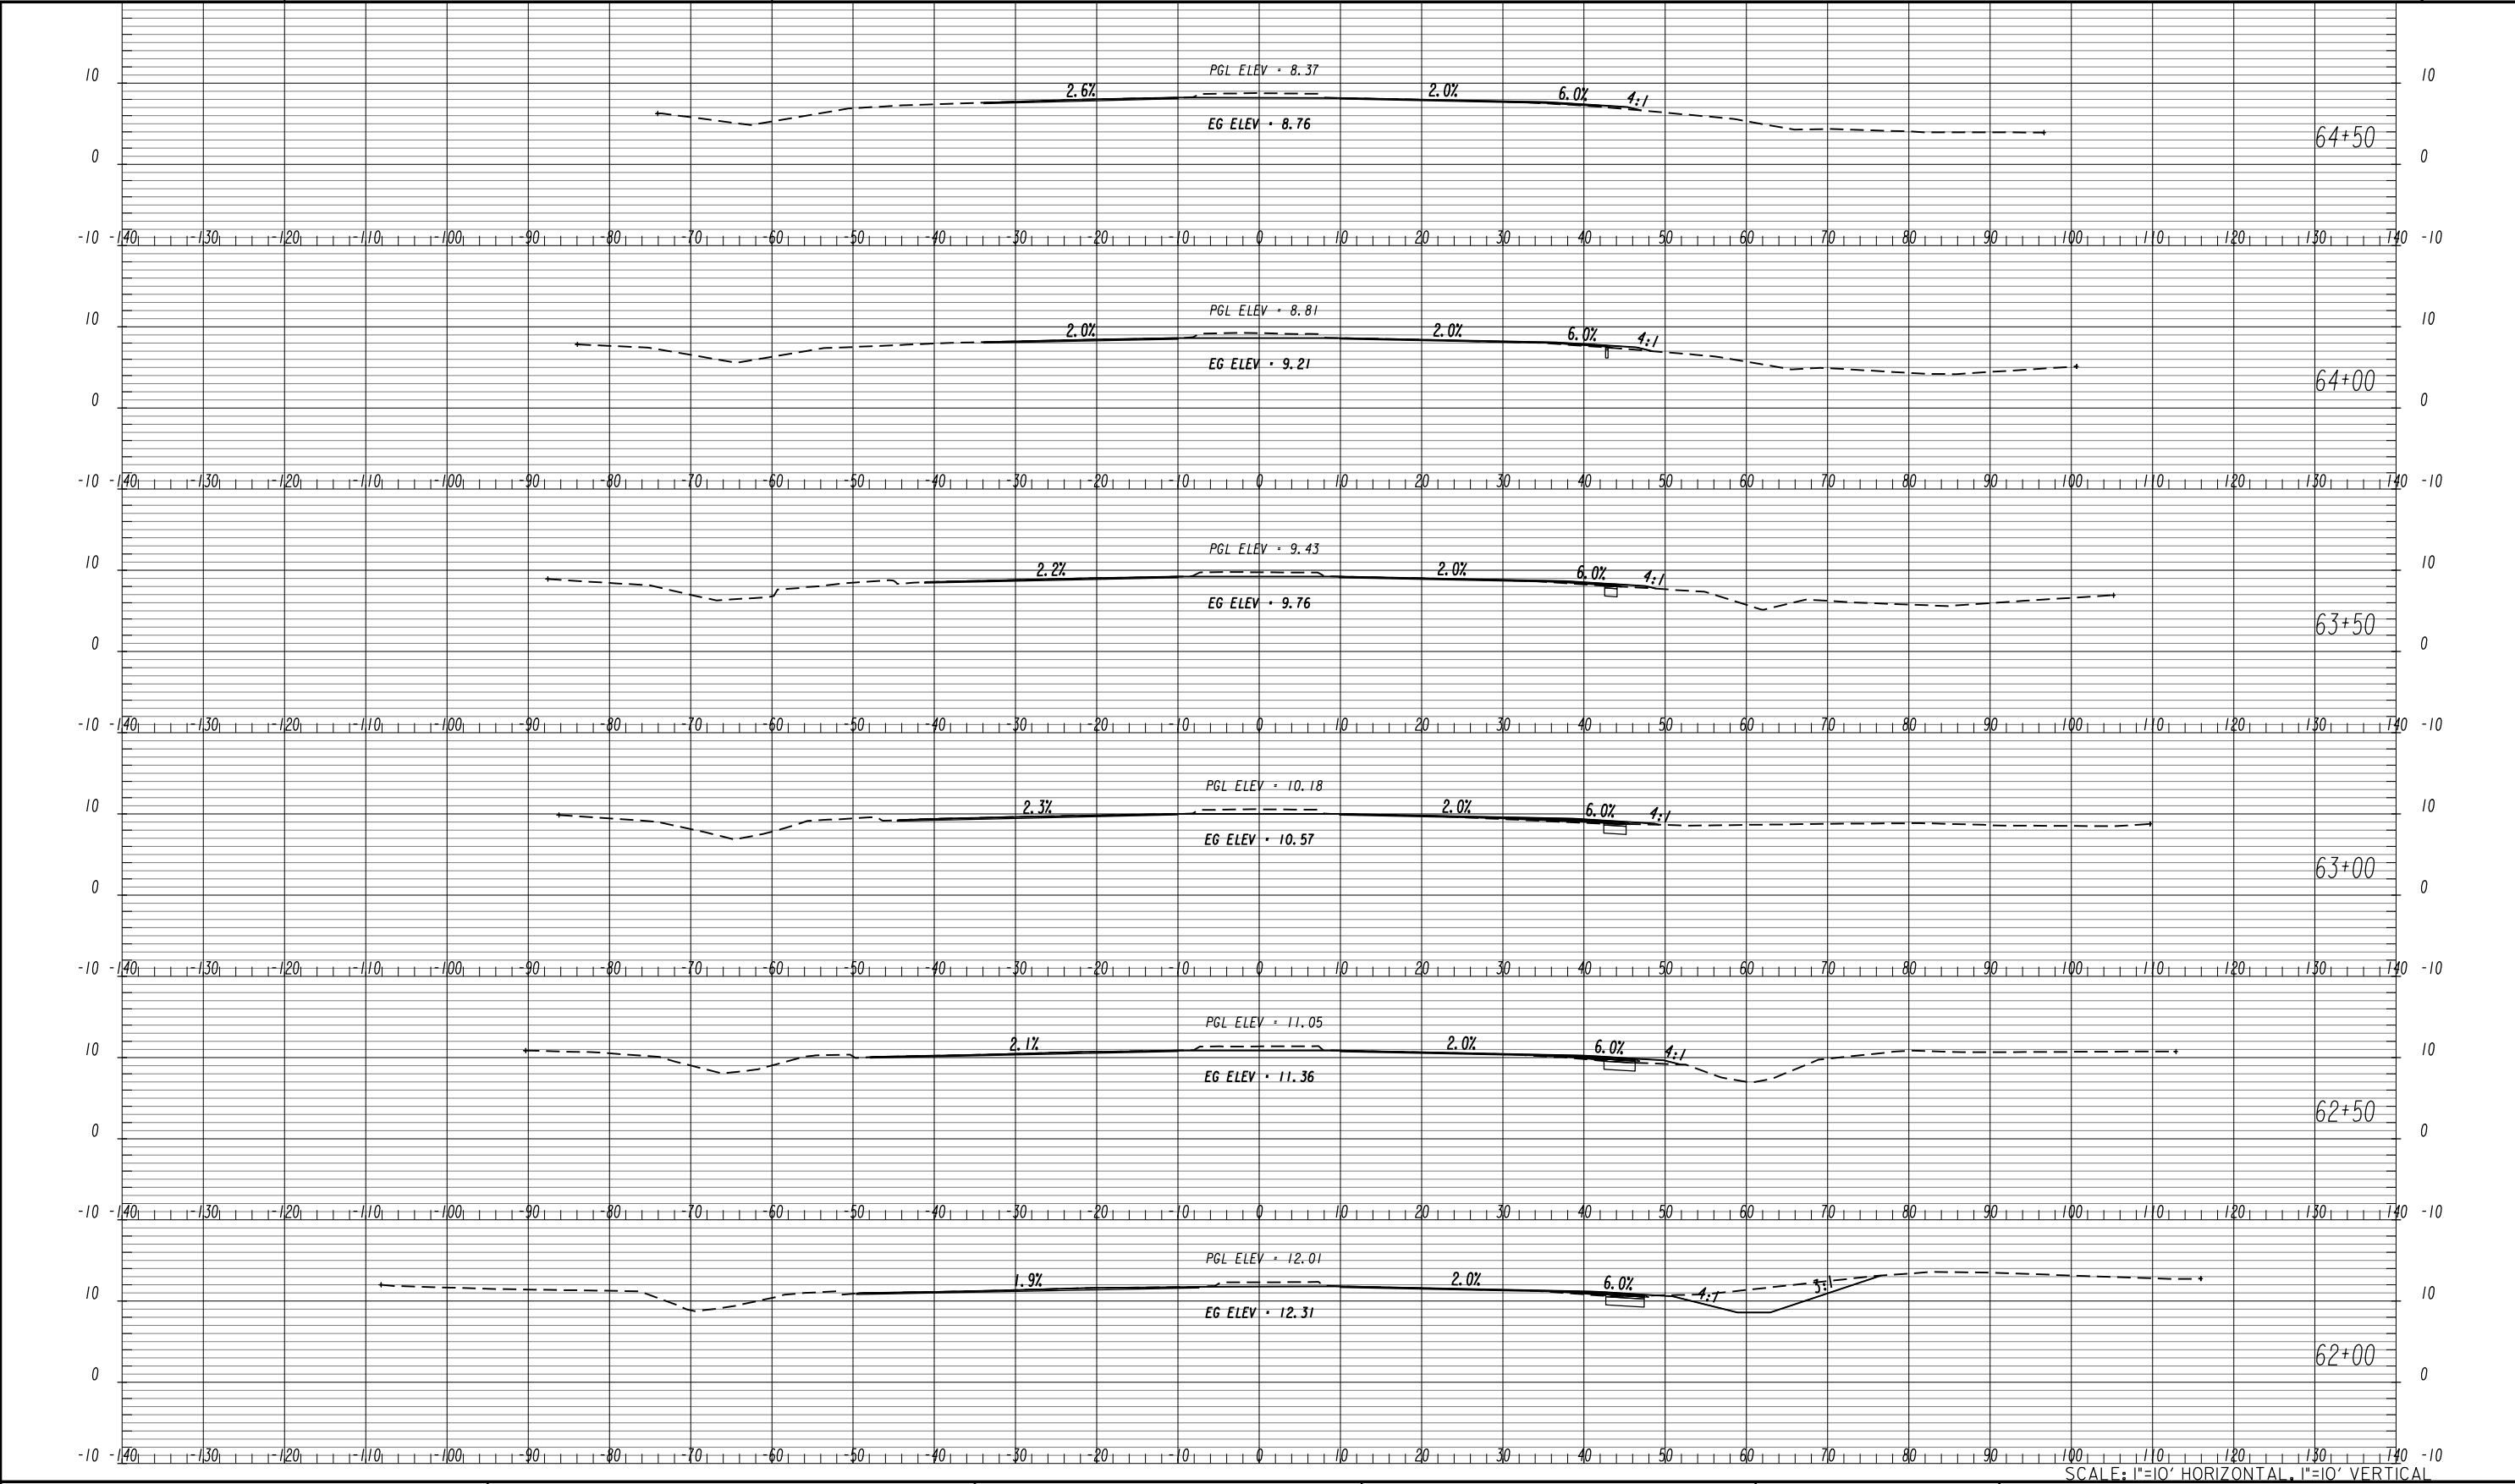 PGL ELEV = 8.37
10 2.6% 2.0% 6.0% 4:1 10
EG ELEV = 8.76
64+50
0 0
-10 -140 -130 -120 -110 -100 -90 -80 -70 -60 -50 -40 -30 -20 -10 0 10 20 30 40 50 60 70 80 90 100 110 120 130 140 -10
PGL ELEV = 8.81
10 2.0% 2.0% 6.0% 4:1 10
EG ELEV = 9.21
64+00
0 0
-10 -140 -130 -120 -110 -100 -90 -80 -70 -60 -50 -40 -30 -20 -10 0 10 20 30 40 50 60 70 80 90 100 110 120 130 140 -10
PGL ELEV = 9.43
10 2.2% 2.0% 6.0% 4:1 10
EG ELEV = 9.76
63+50
0 0
-10 -140 -130 -120 -110 -100 -90 -80 -70 -60 -50 -40 -30 -20 -10 0 10 20 30 40 50 60 70 80 90 100 110 120 130 140 -10
PGL ELEV = 10.18
10 2.3% 2.0% 6.0% 4:1 10
EG ELEV = 10.57
63+00
0 0
-10 -140 -130 -120 -110 -100 -90 -80 -70 -60 -50 -40 -30 -20 -10 0 10 20 30 40 50 60 70 80 90 100 110 120 130 140 -10
PGL ELEV = 11.05
10 2.1% 2.0% 6.0% 4:1 10
EG ELEV = 11.36
62+50
0 0
-10 -140 -130 -120 -110 -100 -90 -80 -70 -60 -50 -40 -30 -20 -10 0 10 20 30 40 50 60 70 80 90 100 110 120 130 140 -10
PGL ELEV = 12.01
1.9% 2.0% 6.0% 4:1 3:1
10 10
EG ELEV = 12.31
62+00
0 0
-10 -140 -130 -120 -110 -100 -90 -80 -70 -60 -50 -40 -30 -20 -10 0 10 20 30 40 50 60 70 80 90 100 110 120 130 140 -10
SCALE: 1"=10' HORIZONTAL, 1"=10' VERTICAL